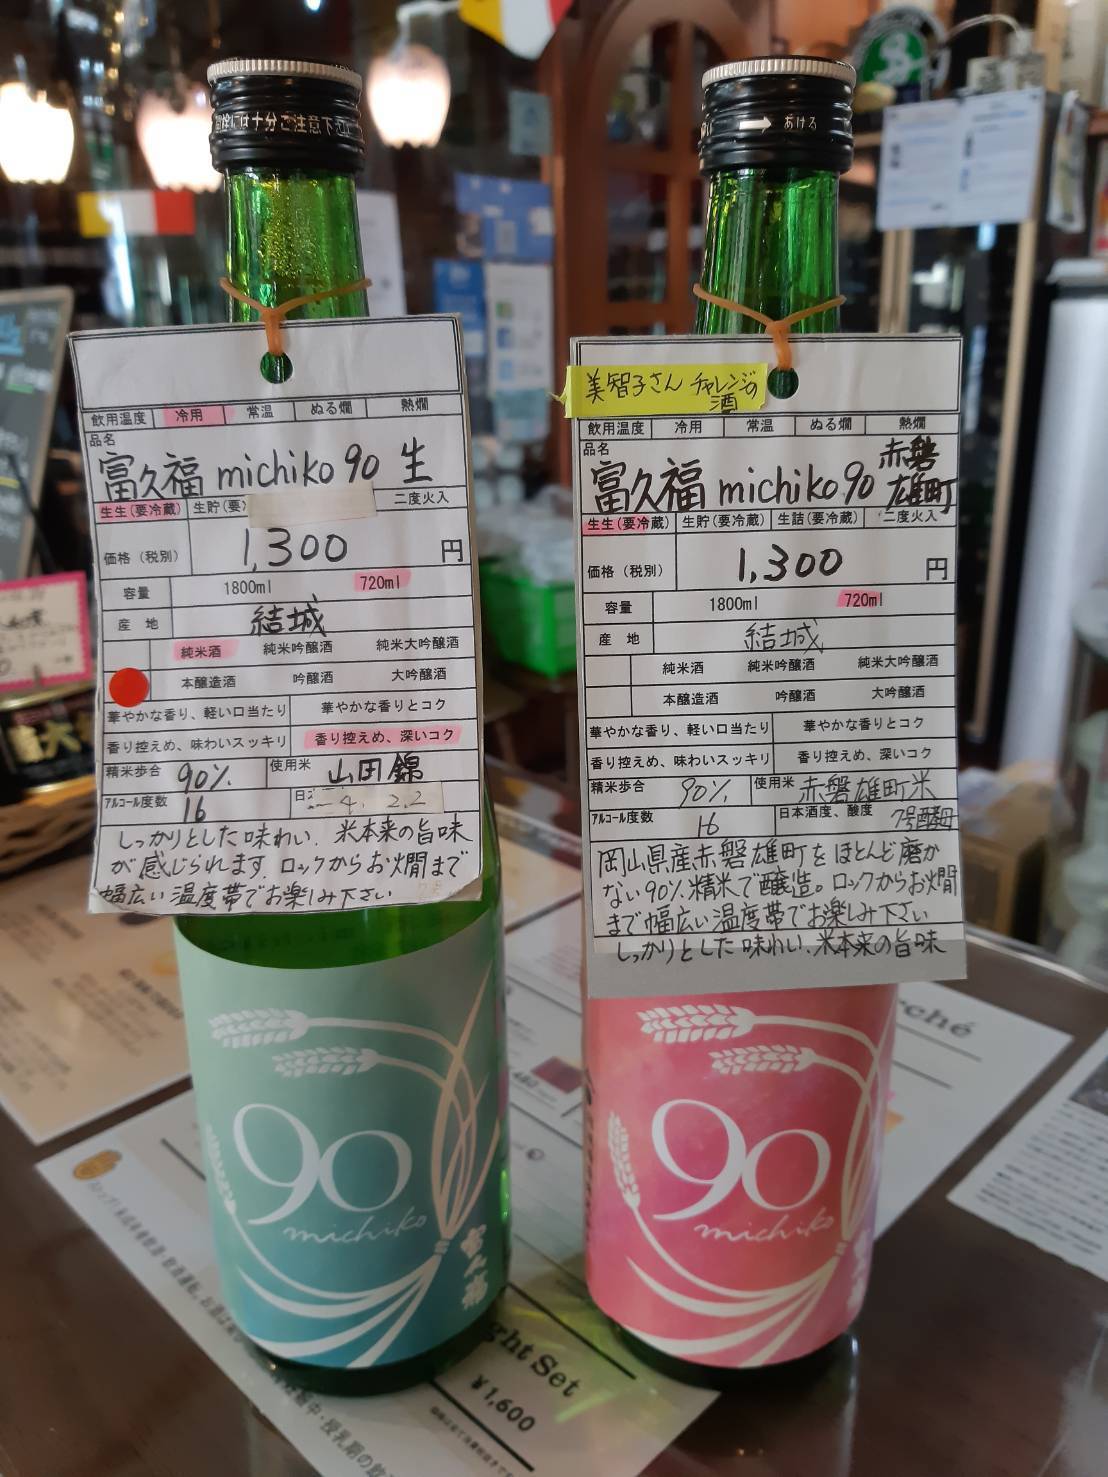 美智子さん チャレンジの
酒
飲用温度 冷用 常温 ぬる燗 熱燗
品名
富久福 michiko 90 生
生生(要冷蔵) 生貯(要 二度火入
価格(税別) 1,300 円
容量 1800ml 720ml
産 地 結城
純米酒 純米吟醸酒 純米大吟醸酒
本醸造酒 吟醸酒 大吟醸酒
華やかな香り、軽い口当たり 華やかな香りとコク
香り控えめ、味わいスッキリ 香り控えめ、深いコク
精米歩合 90% 使用米 山田錦
アルコール度数 16 4. 2.2
しっかりとした味わい、米本来の旨味
が感じられます。ロックからお燗まで
幅広い温度帯でお楽しみ下さい
90
michiko
富久福
あける
飲用温度 冷用 常温 ぬる燗 熱燗
品名
富久福 michiko 90 赤磐
雄町
生生(要冷蔵) 生貯(要冷蔵) 生詰(要冷蔵) 二度火入
価格(税別) 1,300 円
容量 1800ml 720ml
産 地 結城
純米酒 純米吟醸酒 純米大吟醸酒
本醸造酒 吟醸酒 大吟醸酒
華やかな香り、軽い口当たり 華やかな香りとコク
香り控えめ、味わいスッキリ 香り控えめ、深いコク
精米歩合 90% 使用米 赤磐雄町米
アルコール度数 16 日本酒度、酸度 7号酵母
岡山県産赤磐雄町をほとんど磨か
ない90%精米で醸造。ロックからお燗
まで幅広い温度帯でお楽しみ下さい
しっかりとした味わい、米本来の旨味
90
michiko
ght Set
¥1,600